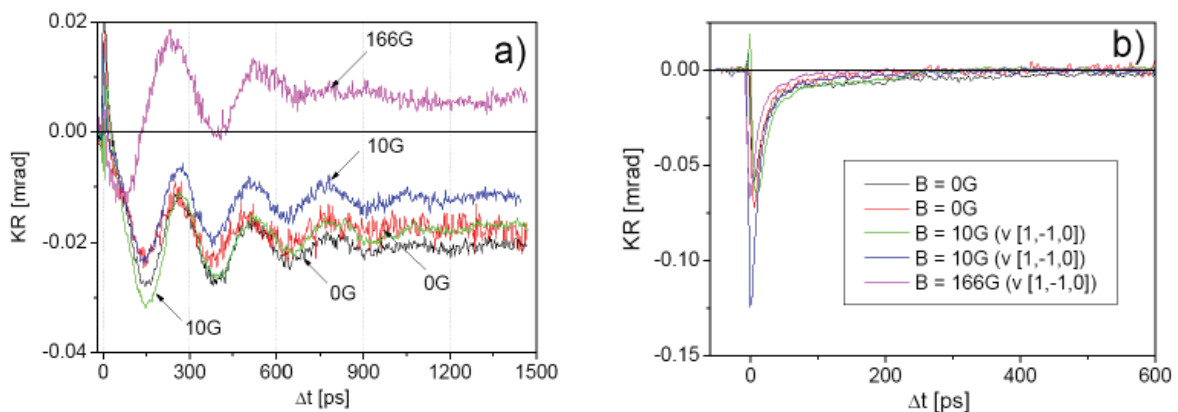 a)
0.02
0.00
-0.02
-0.04
KR [mrad]
166G
10G
0G
0G
10G
0 300 600 900 1200 1500
Δt [ps]
b)
0.00
-0.05
-0.10
-0.15
KR [mrad]
B = 0G
B = 0G
B = 10G (v [1,-1,0])
B = 10G (v [1,-1,0])
B = 166G (v [1,-1,0])
0 200 400 600
Δt [ps]